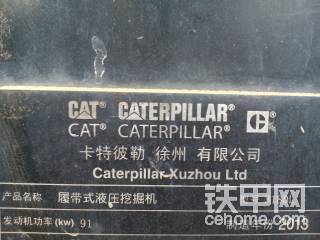 CAT® CATERPILLAR®
CAT® CATERPILLAR®
卡特彼勒 徐州 有限公司
Caterpillar Xuzhou Ltd
产品名称 履带式液压挖掘机
发动机功率(kw) 91 制造年份 2013
铁甲网